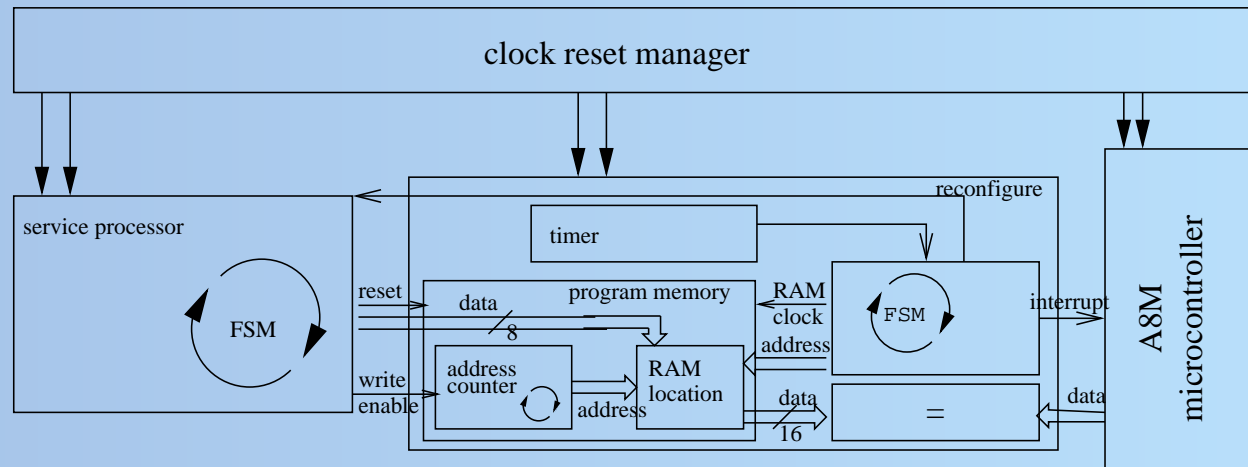 clock reset manager
reconfigure
service processor
timer
FSM
reset
data
8
program memory
RAM
clock
FSM
interrupt
A8M
microcontroller
write
enable
address
counter
address
RAM
location
address
data
16
=
data